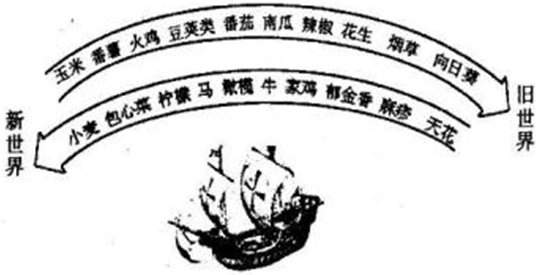 玉米 番薯 火鸡 豆荚类 番茄 南瓜 辣椒 花生 烟草 向日葵
小麦 包心菜 柠檬 马 橄榄 牛 家鸡 郁金香 麻疹 天花
新世界
旧世界